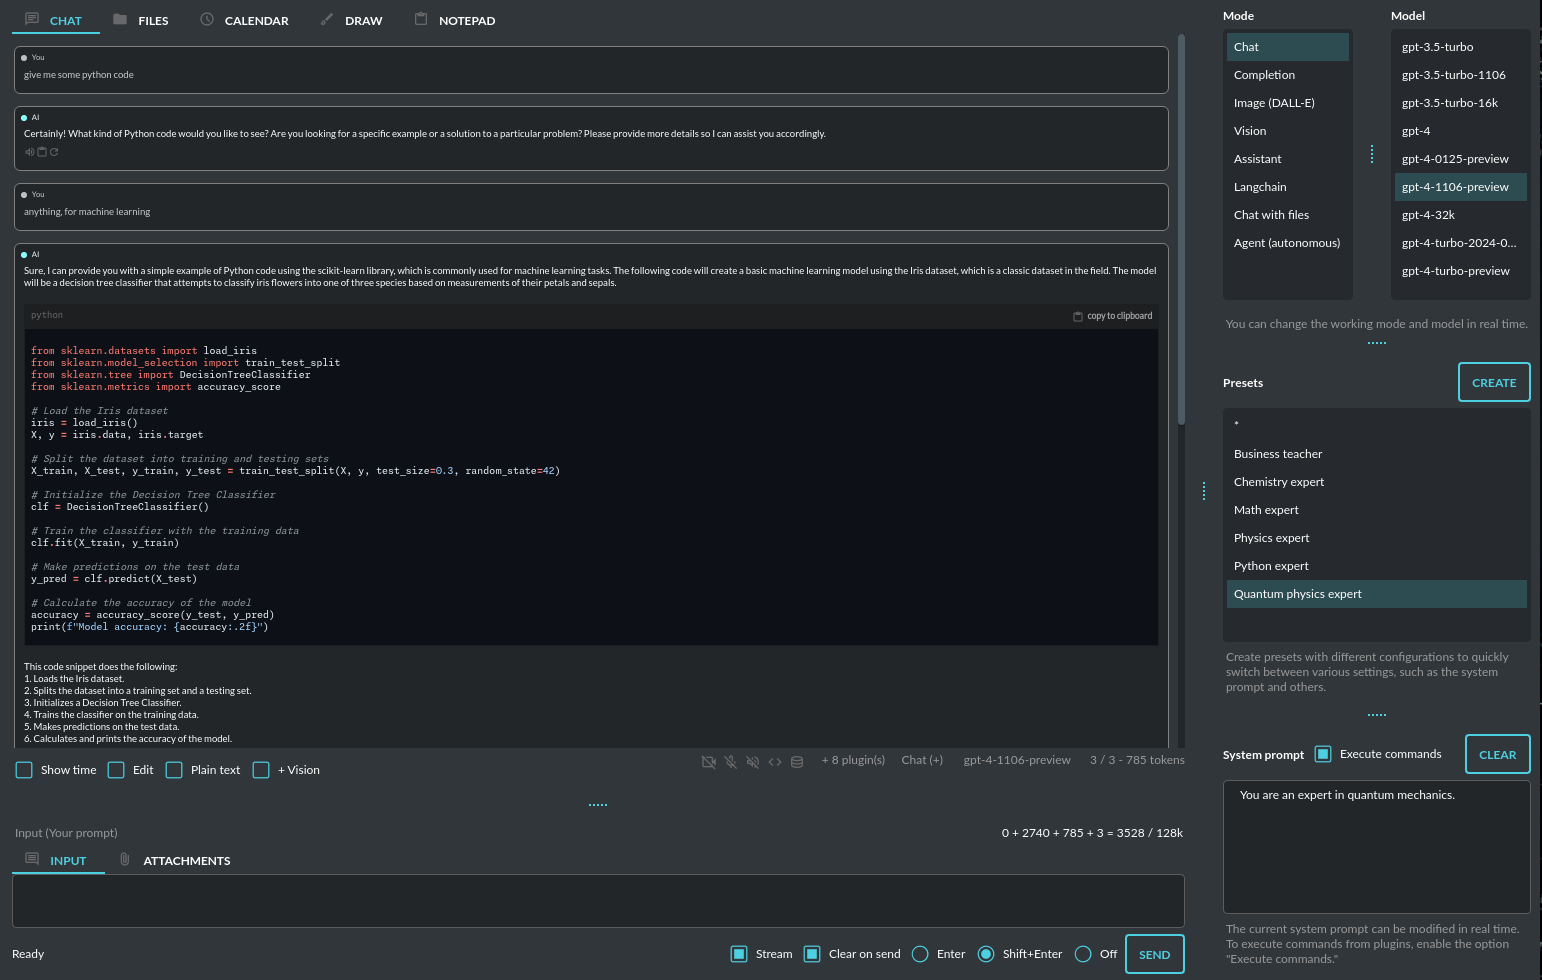 CHAT FILES CALENDAR DRAW NOTEPAD
You
give me some python code
AI
Certainly! What kind of Python code would you like to see? Are you looking for a specific example or a solution to a particular problem? Please provide more details so I can assist you accordingly.
You
anything, for machine learning
AI
Sure, I can provide you with a simple example of Python code using the scikit-learn library, which is commonly used for machine learning tasks. The following code will create a basic machine learning model using the Iris dataset, which is a classic dataset in the field. The model
will be a decision tree classifier that attempts to classify iris flowers into one of three species based on measurements of their petals and sepals.
python copy to clipboard
from sklearn.datasets import load_iris
from sklearn.model_selection import train_test_split
from sklearn.tree import DecisionTreeClassifier
from sklearn.metrics import accuracy_score
# Load the Iris dataset
iris = load_iris()
X, y = iris.data, iris.target
# Split the dataset into training and testing sets
X_train, X_test, y_train, y_test = train_test_split(X, y, test_size=0.3, random_state=42)
# Initialize the Decision Tree Classifier
clf = DecisionTreeClassifier()
# Train the classifier with the training data
clf.fit(X_train, y_train)
# Make predictions on the test data
y_pred = clf.predict(X_test)
# Calculate the accuracy of the model
accuracy = accuracy_score(y_test, y_pred)
print(f"Model accuracy: {accuracy:.2f}")
This code snippet does the following:
1. Loads the Iris dataset.
2. Splits the dataset into a training set and a testing set.
3. Initializes a Decision Tree Classifier.
4. Trains the classifier on the training data.
5. Makes predictions on the test data.
6. Calculates and prints the accuracy of the model.
Show time Edit Plain text + Vision
+ 8 plugin(s) Chat (+) gpt-4-1106-preview 3 / 3 - 785 tokens
Input (Your prompt) 0 + 2740 + 785 + 3 = 3528 / 128k
INPUT ATTACHMENTS
Ready Stream Clear on send Enter Shift+Enter Off SEND
Mode
Chat
Completion
Image (DALL-E)
Vision
Assistant
Langchain
Chat with files
Agent (autonomous)
Model
gpt-3.5-turbo
gpt-3.5-turbo-1106
gpt-3.5-turbo-16k
gpt-4
gpt-4-0125-preview
gpt-4-1106-preview
gpt-4-32k
gpt-4-turbo-2024-0...
gpt-4-turbo-preview
You can change the working mode and model in real time.
Presets CREATE
*
Business teacher
Chemistry expert
Math expert
Physics expert
Python expert
Quantum physics expert
Create presets with different configurations to quickly
switch between various settings, such as the system
prompt and others.
System prompt Execute commands CLEAR
You are an expert in quantum mechanics.
The current system prompt can be modified in real time.
To execute commands from plugins, enable the option
"Execute commands."